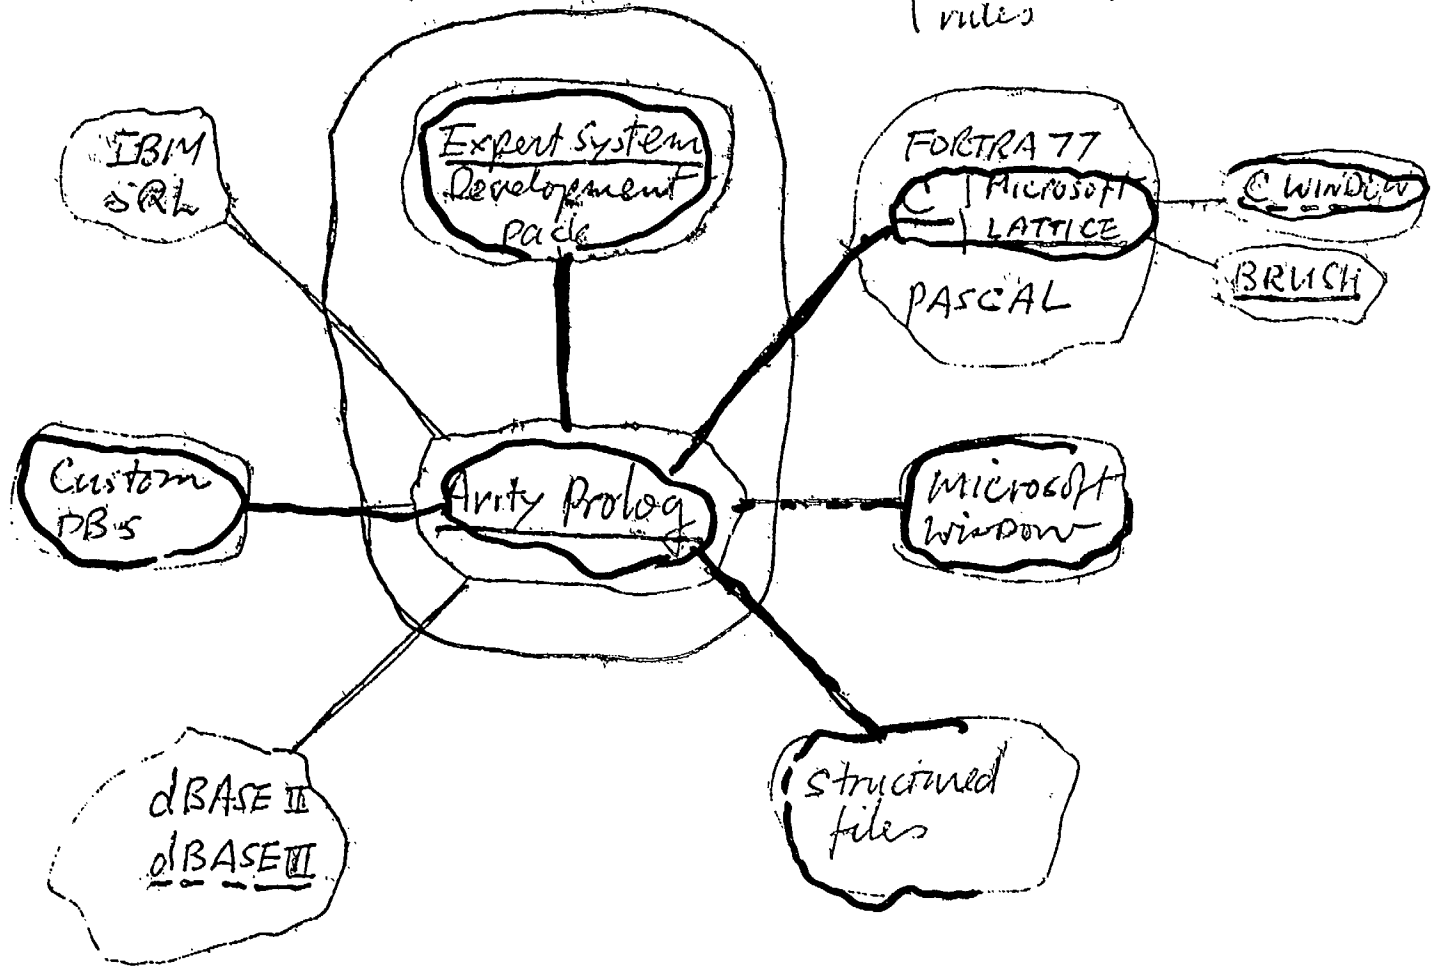 rules
IBM
SQL
Expert System
Development
pack
FORTRA 77
C | MICROSOFT
| LATTICE
PASCAL
C WINDOW
BRUSH
Custom
DB's
Arity Prolog
Microsoft
WINDOW
dBASE II
dBASE III
structured
files